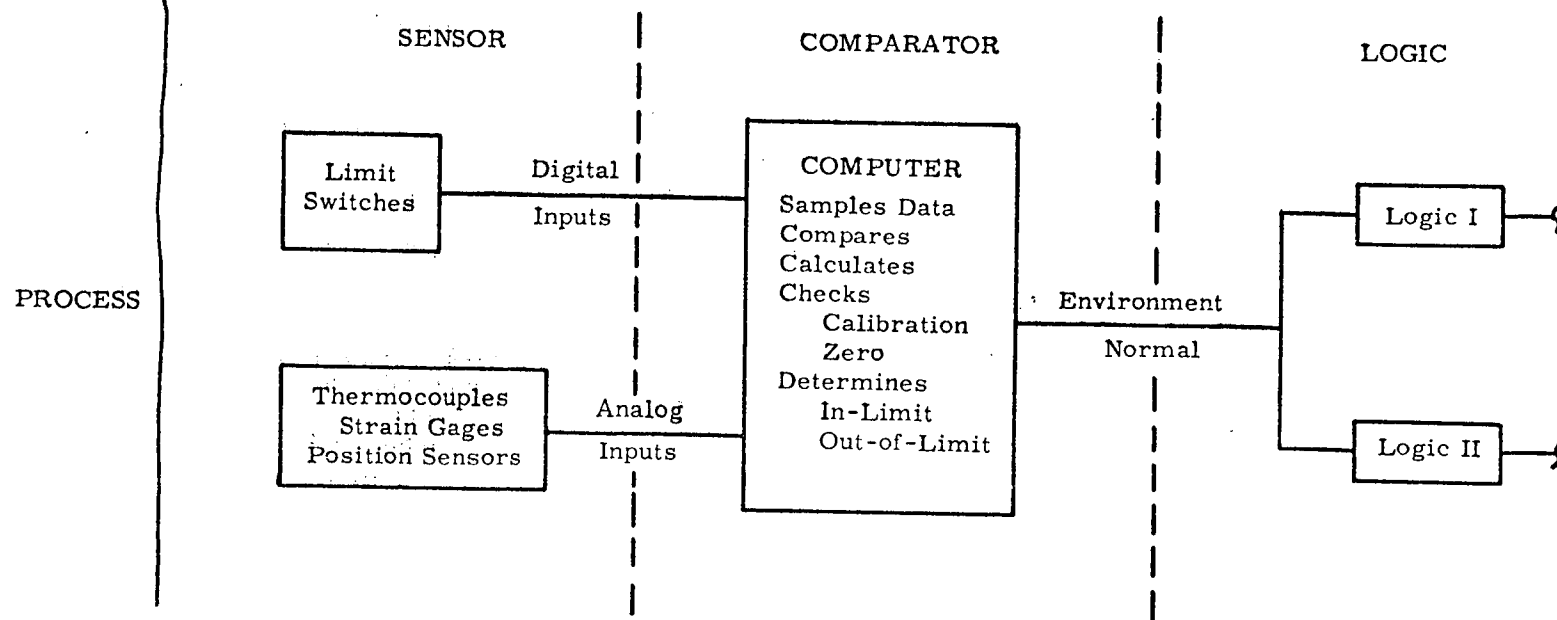 SENSOR
COMPARATOR
LOGIC
PROCESS
Limit
Switches
Digital
Inputs
Thermocouples
Strain Gages
Position Sensors
Analog
Inputs
COMPUTER
Samples Data
Compares
Calculates
Checks
Calibration
Zero
Determines
In-Limit
Out-of-Limit
Environment
Normal
Logic I
Logic II